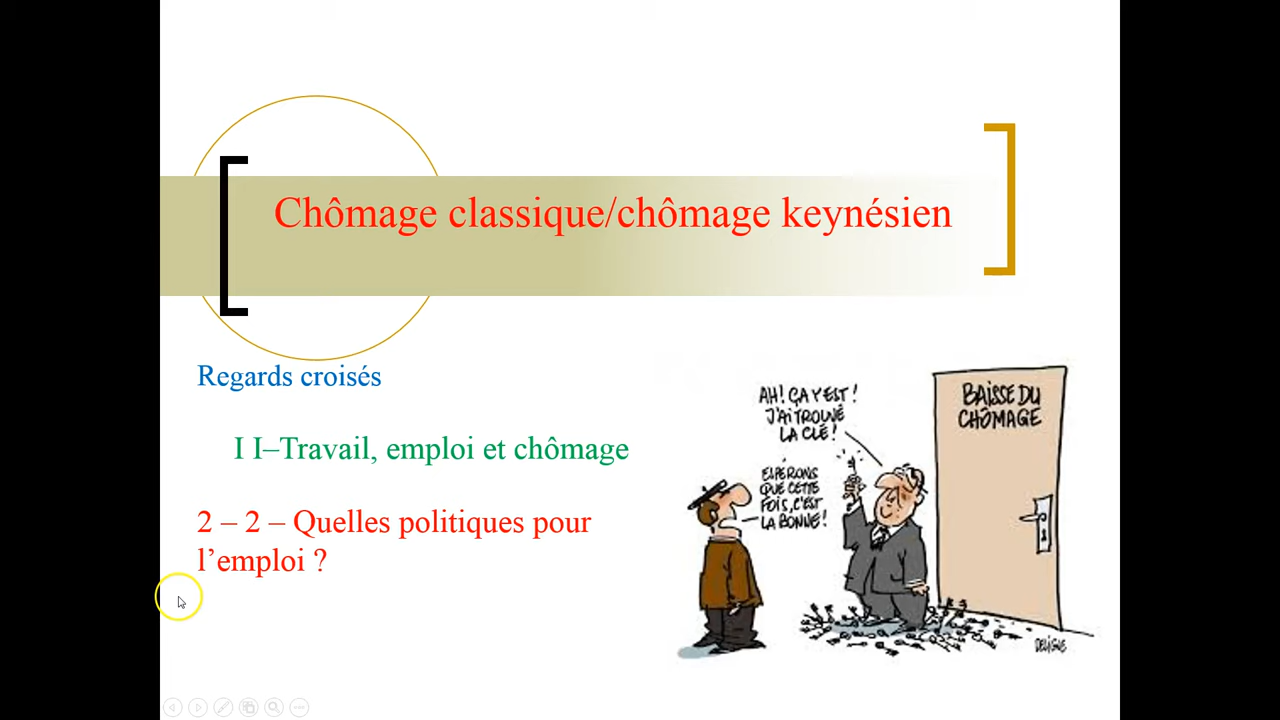 Chômage classique/chômage keynésien
Regards croisés
I I–Travail, emploi et chômage
2 – 2 – Quelles politiques pour
l’emploi ?
AH! ÇA Y EST!
J'AI TROUVÉ
LA CLÉ!
ESPÉRONS
QUE CETTE
FOIS, C'EST
LA BONNE!
BAISSE DU
CHÔMAGE
DELIGNE